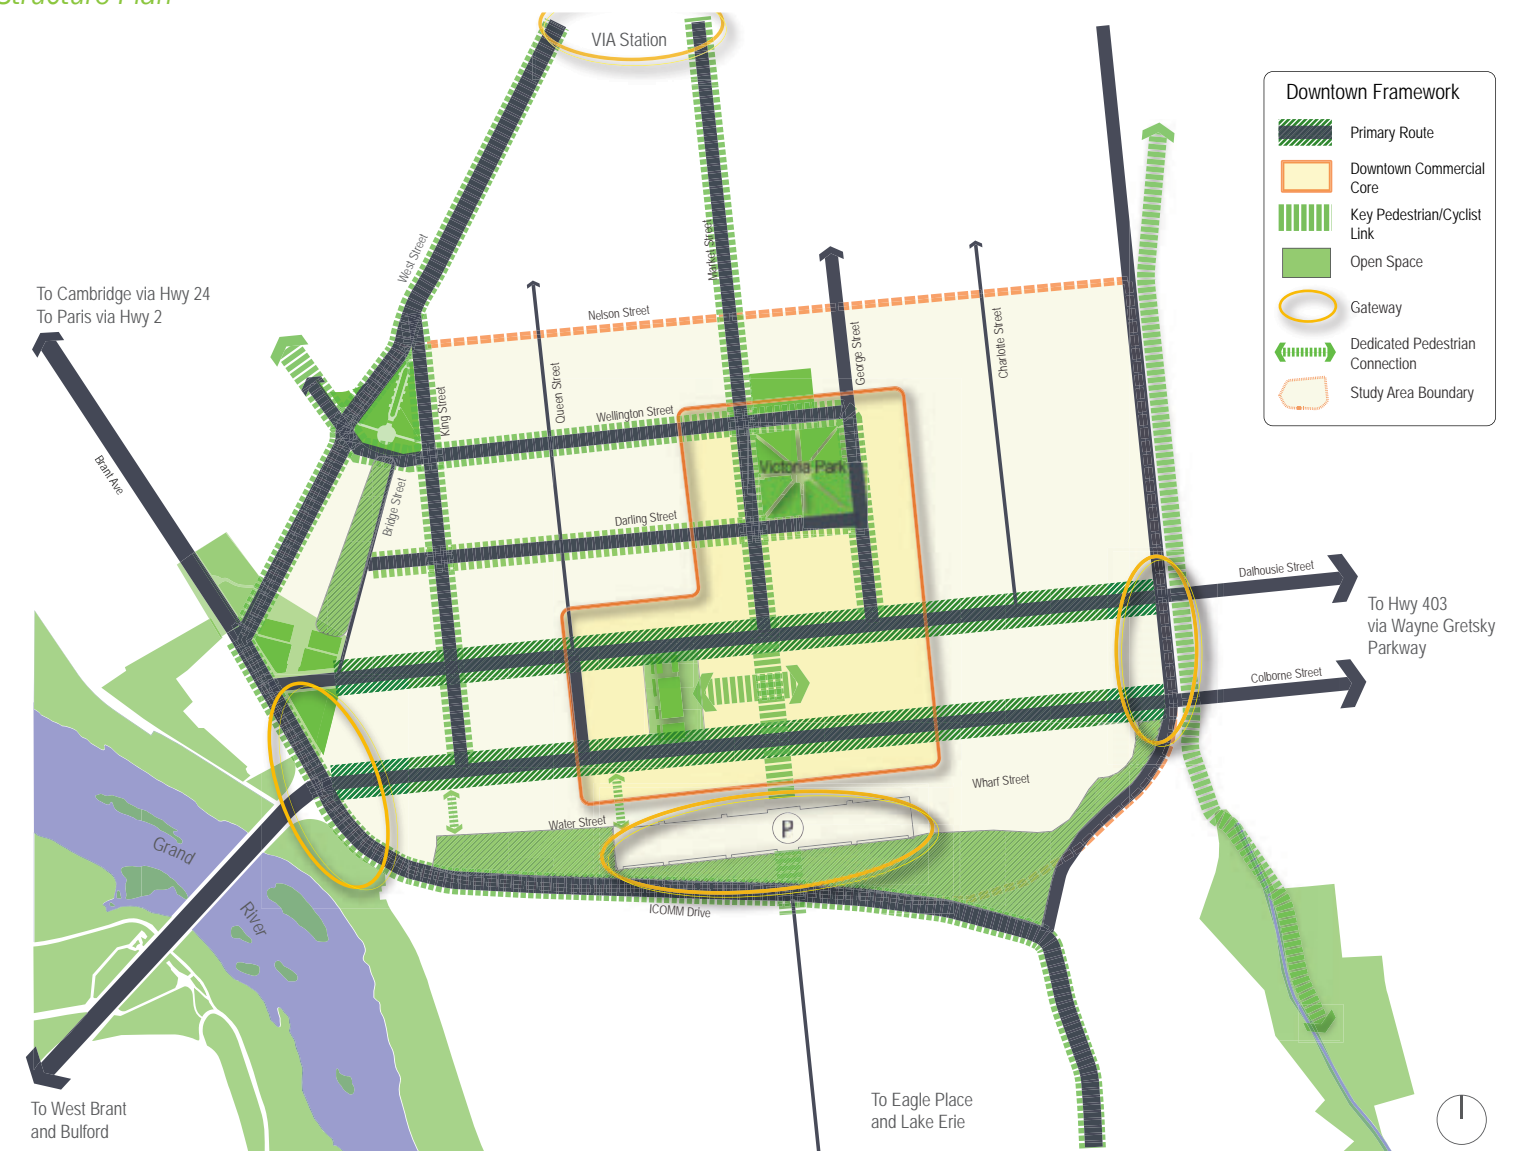 Structure Plan
VIA Station
Downtown Framework
Primary Route
Downtown Commercial
Core
Key Pedestrian/Cyclist
Link
Open Space
Gateway
Dedicated Pedestrian
Connection
Study Area Boundary
West Street
Market Street
To Cambridge via Hwy 24
To Paris via Hwy 2
Nelson Street
George Street
Charlotte Street
Queen Street
King Street
Wellington Street
Brant Ave
Victoria Park
Bridge Street
Darling Street
Dalhousie Street
To Hwy 403
via Wayne Gretsky
Parkway
Colborne Street
Wharf Street
Water Street
P
Grand
River
ICOMM Drive
To West Brant
and Bulford
To Eagle Place
and Lake Erie